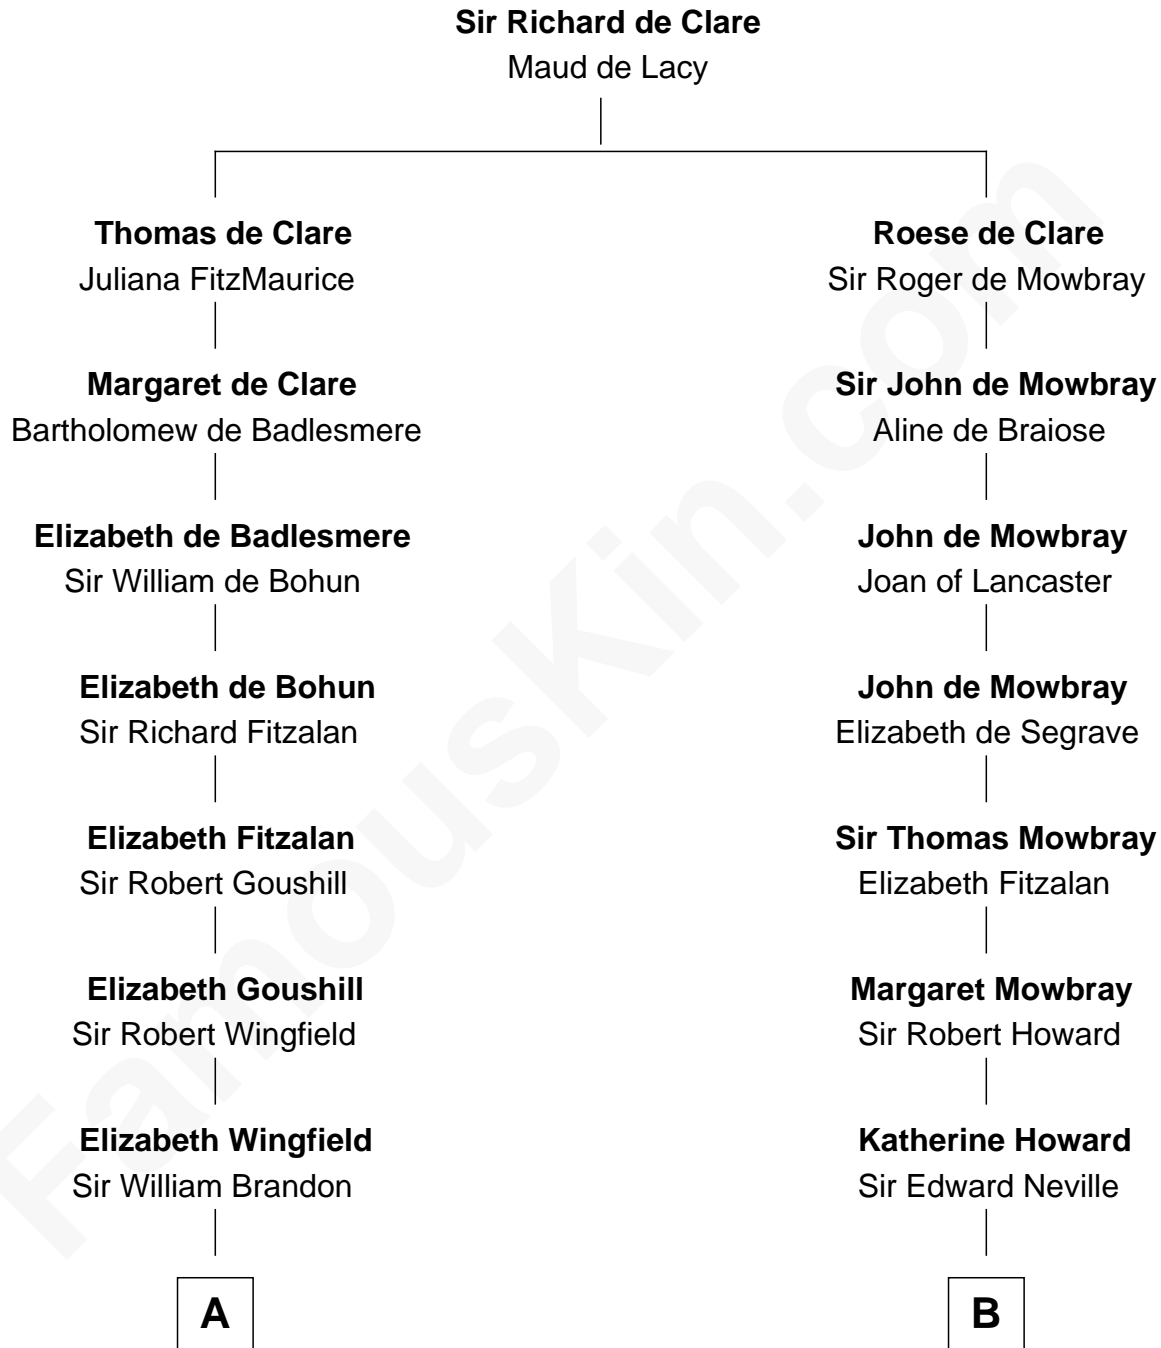 Sir Richard de Clare
Maud de Lacy
Thomas de Clare
Juliana FitzMaurice
Roese de Clare
Sir Roger de Mowbray
Margaret de Clare
Bartholomew de Badlesmere
Sir John de Mowbray
Aline de Braiose
Elizabeth de Badlesmere
Sir William de Bohun
John de Mowbray
Joan of Lancaster
Elizabeth de Bohun
Sir Richard Fitzalan
John de Mowbray
Elizabeth de Segrave
Elizabeth Fitzalan
Sir Robert Goushill
Sir Thomas Mowbray
Elizabeth Fitzalan
Elizabeth Goushill
Sir Robert Wingfield
Margaret Mowbray
Sir Robert Howard
Elizabeth Wingfield
Sir William Brandon
Katherine Howard
Sir Edward Neville
A
B
FamousKin.com